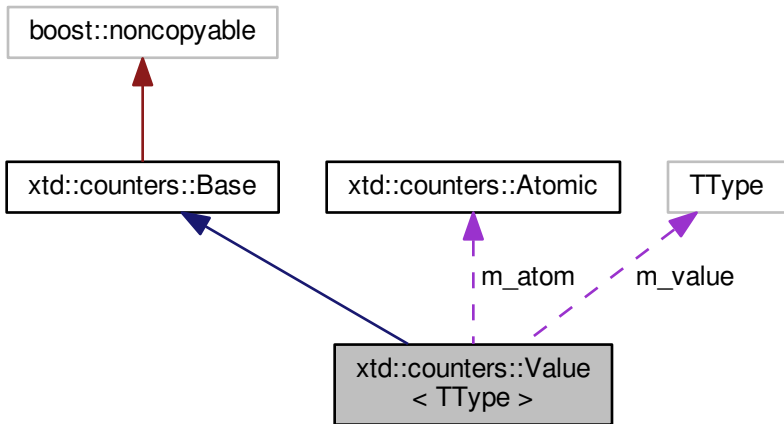 boost::noncopyable
xtd::counters::Base
xtd::counters::Atomic
TType
m_atom
m_value
xtd::counters::Value
< TType >